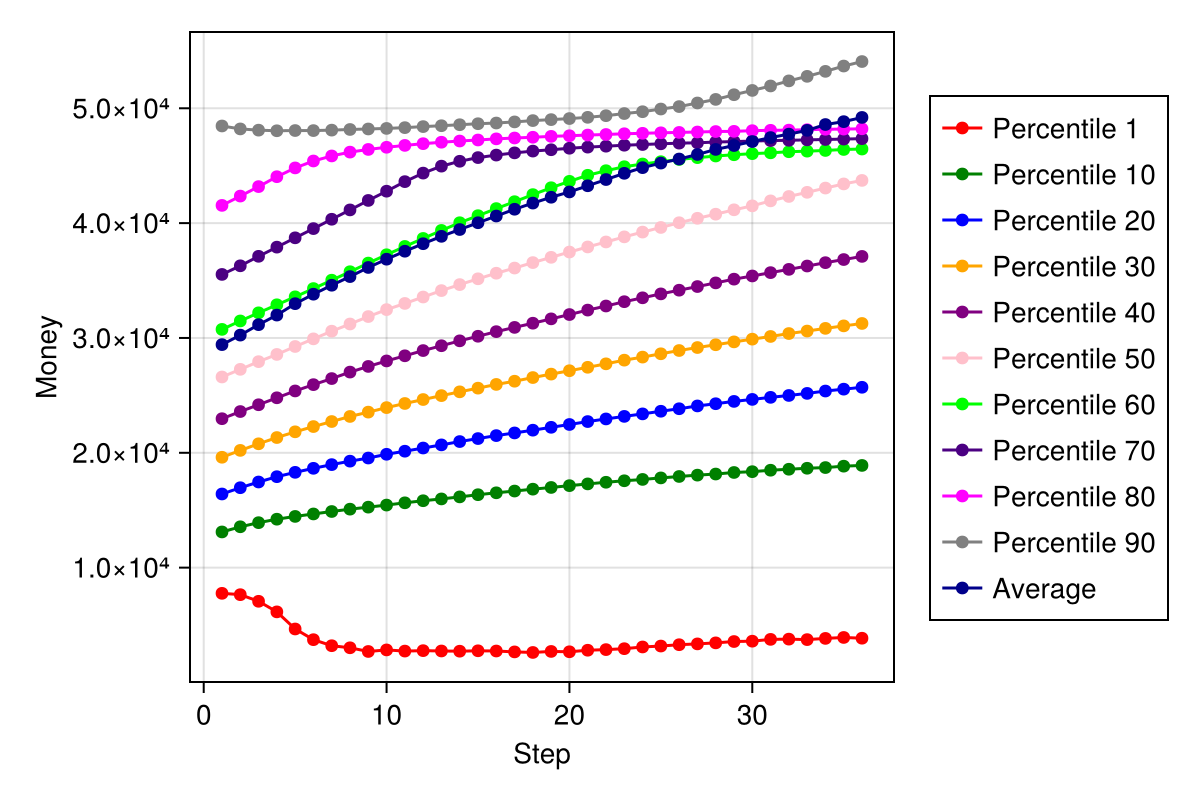 5.0×10⁴
4.0×10⁴
3.0×10⁴
2.0×10⁴
1.0×10⁴
Money
0 10 20 30
Step
Percentile 1
Percentile 10
Percentile 20
Percentile 30
Percentile 40
Percentile 50
Percentile 60
Percentile 70
Percentile 80
Percentile 90
Average